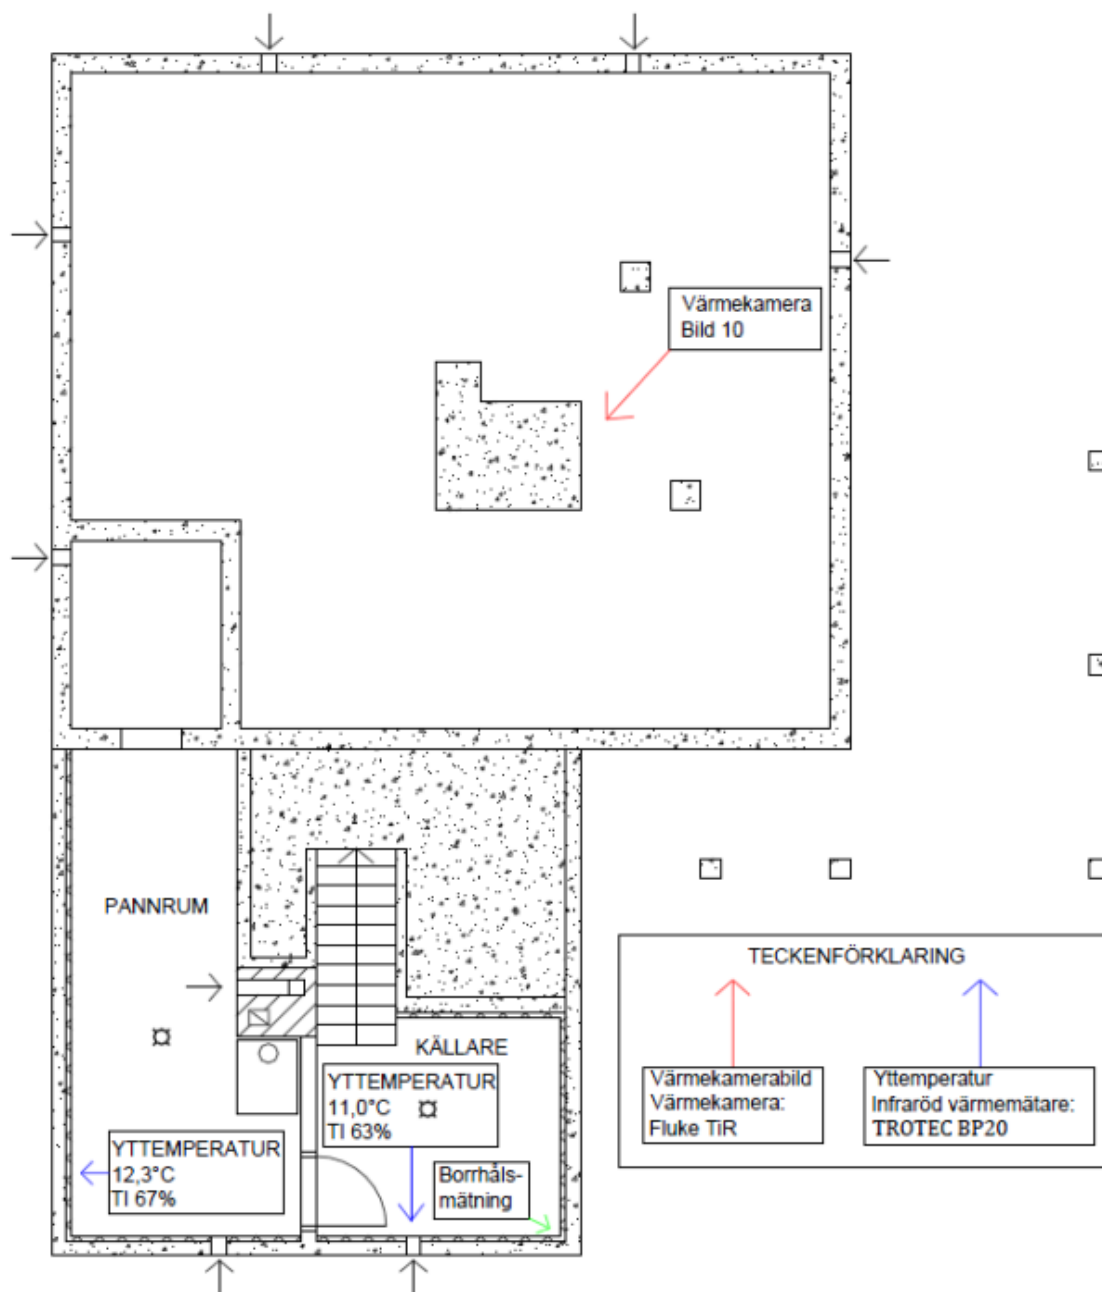 Värmekamera
Bild 10
PANNRUM
TECKENFÖRKLARING
KÄLLARE
YTTEMPERATUR
11,0°C
TI 63%
Värmekamerabild
Värmekamera:
Fluke TiR
Yttemperatur
Infraröd värmemätare:
TROTEC BP20
YTTEMPERATUR
12,3°C
TI 67%
Borrhåls-
mätning